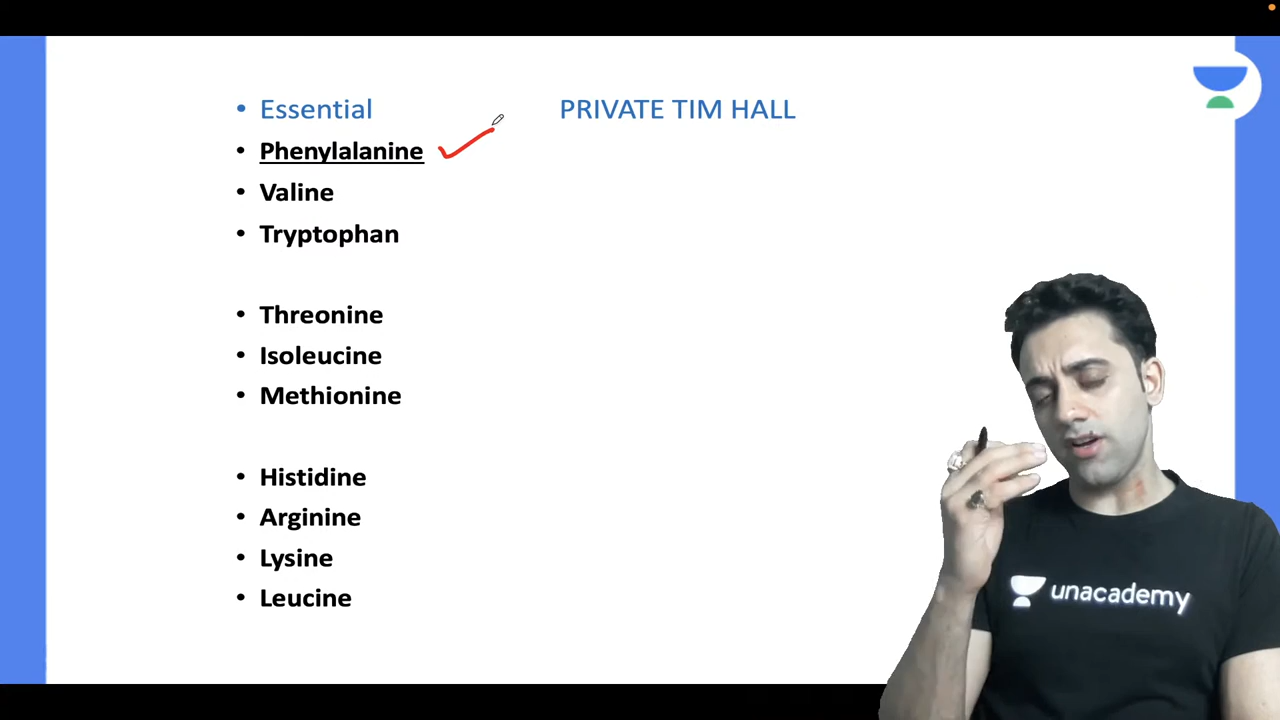 • Essential PRIVATE TIM HALL
• Phenylalanine
• Valine
• Tryptophan
• Threonine
• Isoleucine
• Methionine
• Histidine
• Arginine
• Lysine
• Leucine
unacademy